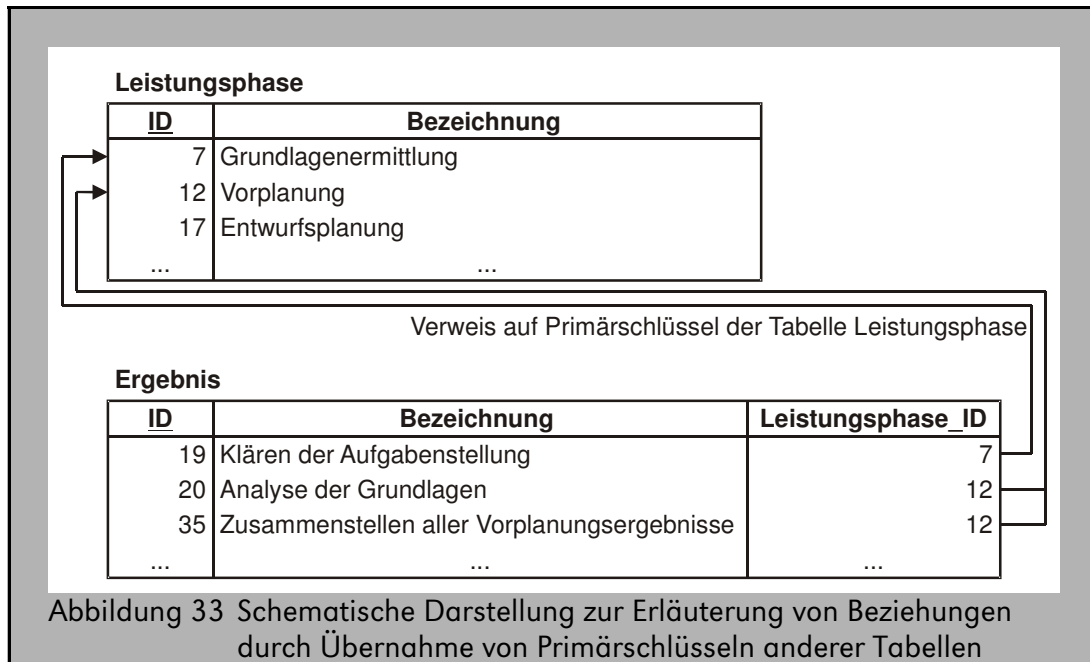 Leistungsphase
ID Bezeichnung
7 Grundlagenermittlung
12 Vorplanung
17 Entwurfsplanung
... ...
Verweis auf Primärschlüssel der Tabelle Leistungsphase
Ergebnis
ID Bezeichnung Leistungsphase_ID
19 Klären der Aufgabenstellung 7
20 Analyse der Grundlagen 12
35 Zusammenstellen aller Vorplanungsergebnisse 12
... ... ...
Abbildung 33 Schematische Darstellung zur Erläuterung von Beziehungen
durch Übernahme von Primärschlüsseln anderer Tabellen